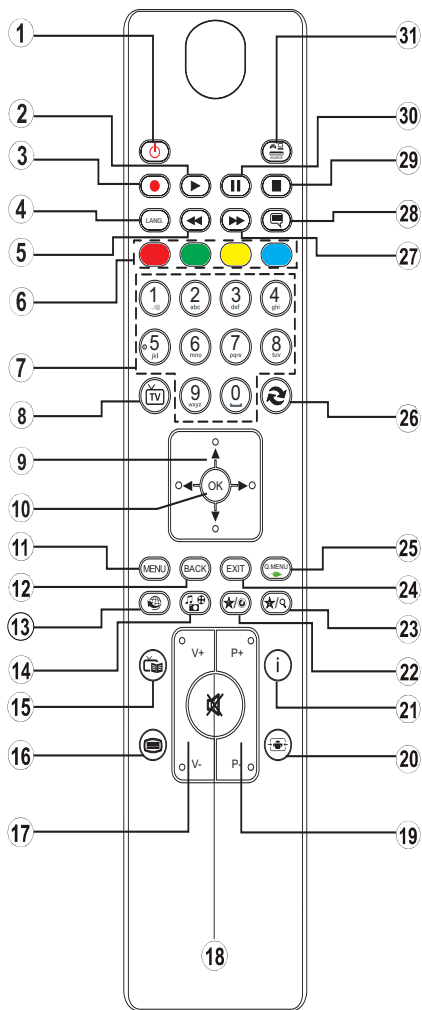 1
31
2
30
3
29
4
LANG.
28
5
27
6
1
2
abc
3
def
4
ghi
5
jkl
6
mno
7
pqrs
8
tuv
7
8
TV
9
wxyz
0
26
9
10
OK
11
MENU
BACK
EXIT
Q.MENU
25
12
24
13
23
14
22
V+
P+
15
i
21
16
20
V-
P-
17
19
18